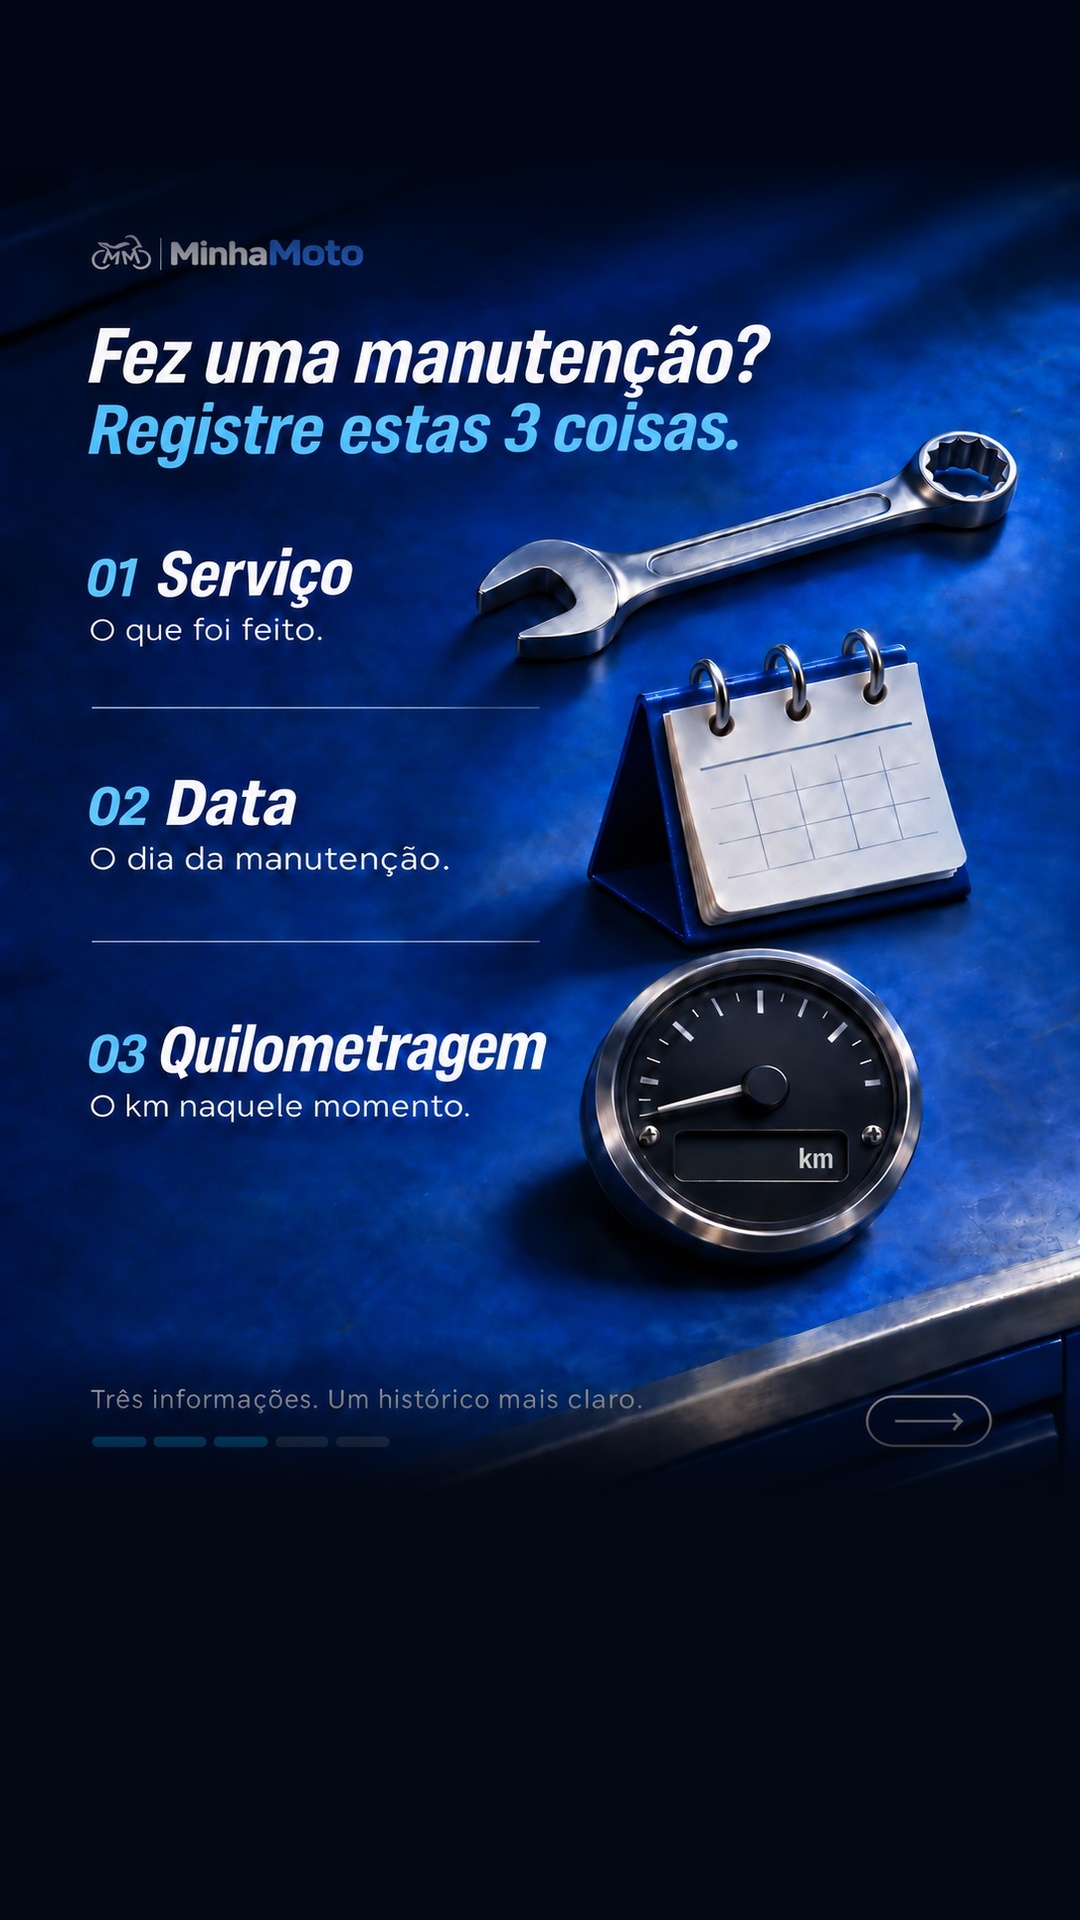 MM MinhaMoto
Fez uma manutenção?
Registre estas 3 coisas.
01 Serviço
O que foi feito.
02 Data
O dia da manutenção.
03 Quilometragem
O km naquele momento.
km
Três informações. Um histórico mais claro.